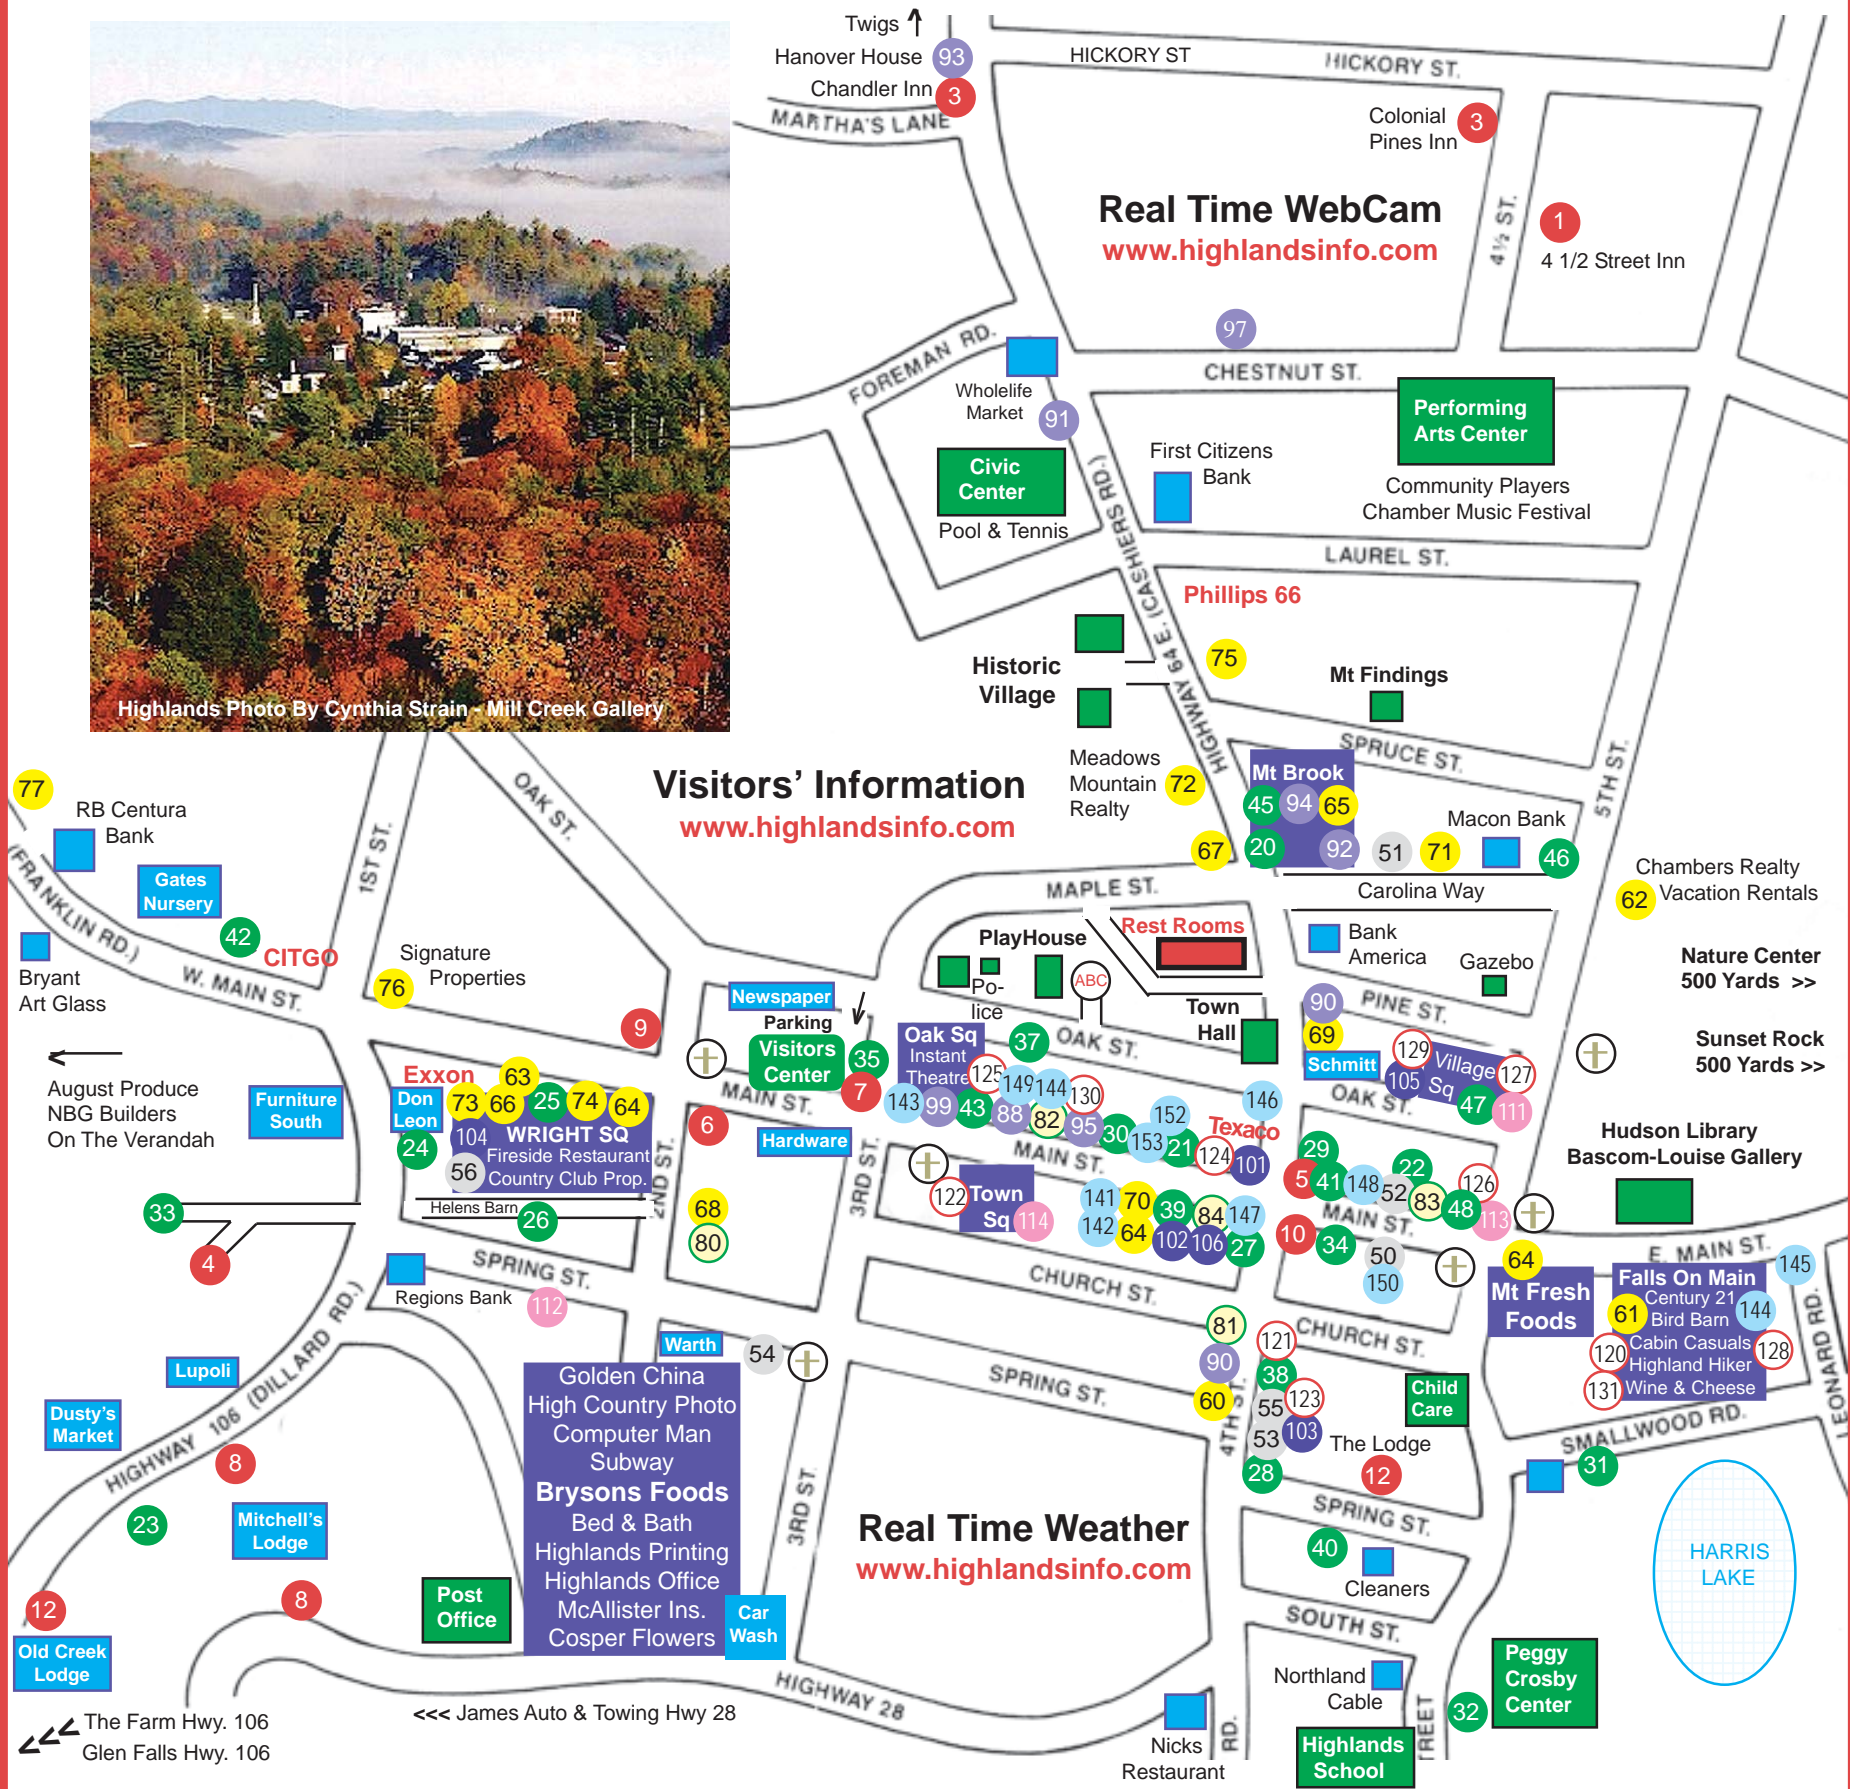 Twigs
Hanover House 93
Chandler Inn 3
MARTHA'S LANE
HICKORY ST
HICKORY ST.
Colonial
Pines Inn
3
4½ ST.
1
4 1/2 Street Inn
Real Time WebCam
www.highlandsinfo.com
97
CHESTNUT ST.
FOREMAN RD.
Wholelife
Market
91
Civic
Center
Pool & Tennis
First Citizens
Bank
Performing
Arts Center
Community Players
Chamber Music Festival
LAUREL ST.
HIGHWAY 64 E. (CASHIERS RD.)
Phillips 66
75
Historic
Village
Mt Findings
SPRUCE ST.
5TH ST.
Highlands Photo By Cynthia Strain - Mill Creek Gallery
Visitors' Information
www.highlandsinfo.com
Meadows
Mountain
Realty
72
67
Mt Brook
45 94 65
20 92
51 71
Macon Bank
46
Carolina Way
MAPLE ST.
Chambers Realty
62 Vacation Rentals
Nature Center
500 Yards >>
Sunset Rock
500 Yards >>
77
RB Centura
Bank
Gates
Nursery
42
CITGO
(FRANKLIN RD.)
W. MAIN ST.
Bryant
Art Glass
1ST ST.
OAK ST.
Signature
Properties
76
9
August Produce
NBG Builders
On The Verandah
Furniture
South
Exxon
63
Don
Leon
73 66 25 74 64
24
104
WRIGHT SQ
Fireside Restaurant
56 Country Club Prop.
Helens Barn
26
2ND ST.
33
4
SPRING ST.
Regions Bank
112
Newspaper
Parking
Visitors
Center
35
7
MAIN ST.
6
Hardware
68
80
3RD ST.
PlayHouse
Po-
lice
ABC
Rest Rooms
Town
Hall
Oak Sq
Instant
Theatre
125
37
OAK ST.
143 99 43 149 144 130
88 82 95 30
152
153 21 124
146
Texaco
101
MAIN ST.
122
Town
Sq
114
141 70 39 84 147
142 64 102 106 27
CHURCH ST.
Bank
America
Gazebo
90
PINE ST.
69
Schmitt
129
Village
Sq
127
105
47
111
OAK ST.
29
5 41 148 52 22
83 48 126
113
MAIN ST.
10 34
50
150
Hudson Library
Bascom-Louise Gallery
E. MAIN ST.
64
Mt Fresh
Foods
145
Falls On Main
Century 21
61 Bird Barn 144
120 Cabin Casuals 128
Highland Hiker
131 Wine & Cheese
LEONARD RD.
SMALLWOOD RD.
31
HARRIS
LAKE
81
90
60
4TH ST.
121
38
55 123
53 103
28
CHURCH ST.
Child
Care
The Lodge
12
SPRING ST.
40
Cleaners
SOUTH ST.
Northland
Cable
Highlands
School
32
Peggy
Crosby
Center
HIGHWAY 106 (DILLARD RD.)
Lupoli
Dusty's
Market
8
23
Mitchell's
Lodge
8
12
Old Creek
Lodge
The Farm Hwy. 106
Glen Falls Hwy. 106
Post
Office
Warth
54
Golden China
High Country Photo
Computer Man
Subway
Brysons Foods
Bed & Bath
Highlands Printing
Highlands Office
McAllister Ins.
Cosper Flowers
Car
Wash
3RD ST.
SPRING ST.
Real Time Weather
www.highlandsinfo.com
HIGHWAY 28
<<< James Auto & Towing Hwy 28
Nicks
Restaurant
RD.
TREET